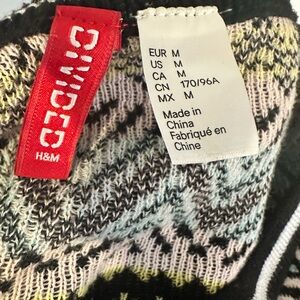 DIVIDED
H&M
EUR M
US M
CA M
CN 170/96A
MX M
Made in
China
Fabriqué en
Chine